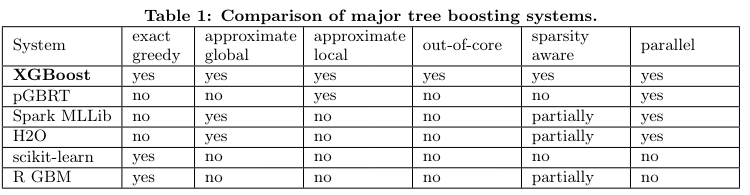 Table 1: Comparison of major tree boosting systems.
System exact greedy approximate global approximate local out-of-core sparsity aware parallel
XGBoost yes yes yes yes yes yes
pGBRT no no yes no no yes
Spark MLLib no yes no no partially yes
H2O no yes no no partially yes
scikit-learn yes no no no no no
R GBM yes no no no partially no